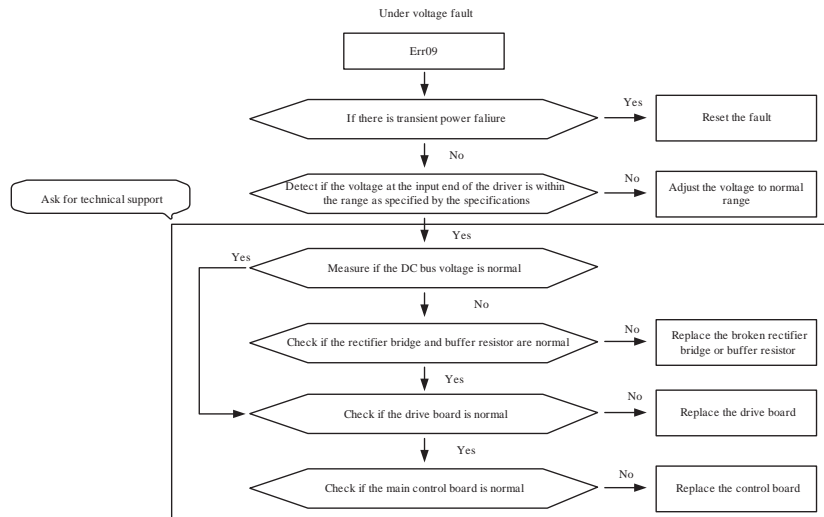 Under voltage fault
Err09
If there is transient power faliure
Yes
Reset the fault
No
Detect if the voltage at the input end of the driver is within
the range as specified by the specifications
No
Adjust the voltage to normal
range
Ask for technical support
Yes
Yes
Measure if the DC bus voltage is normal
No
Check if the rectifier bridge and buffer resistor are normal
No
Replace the broken rectifier
bridge or buffer resistor
Yes
Check if the drive board is normal
No
Replace the drive board
Yes
Check if the main control board is normal
No
Replace the control board